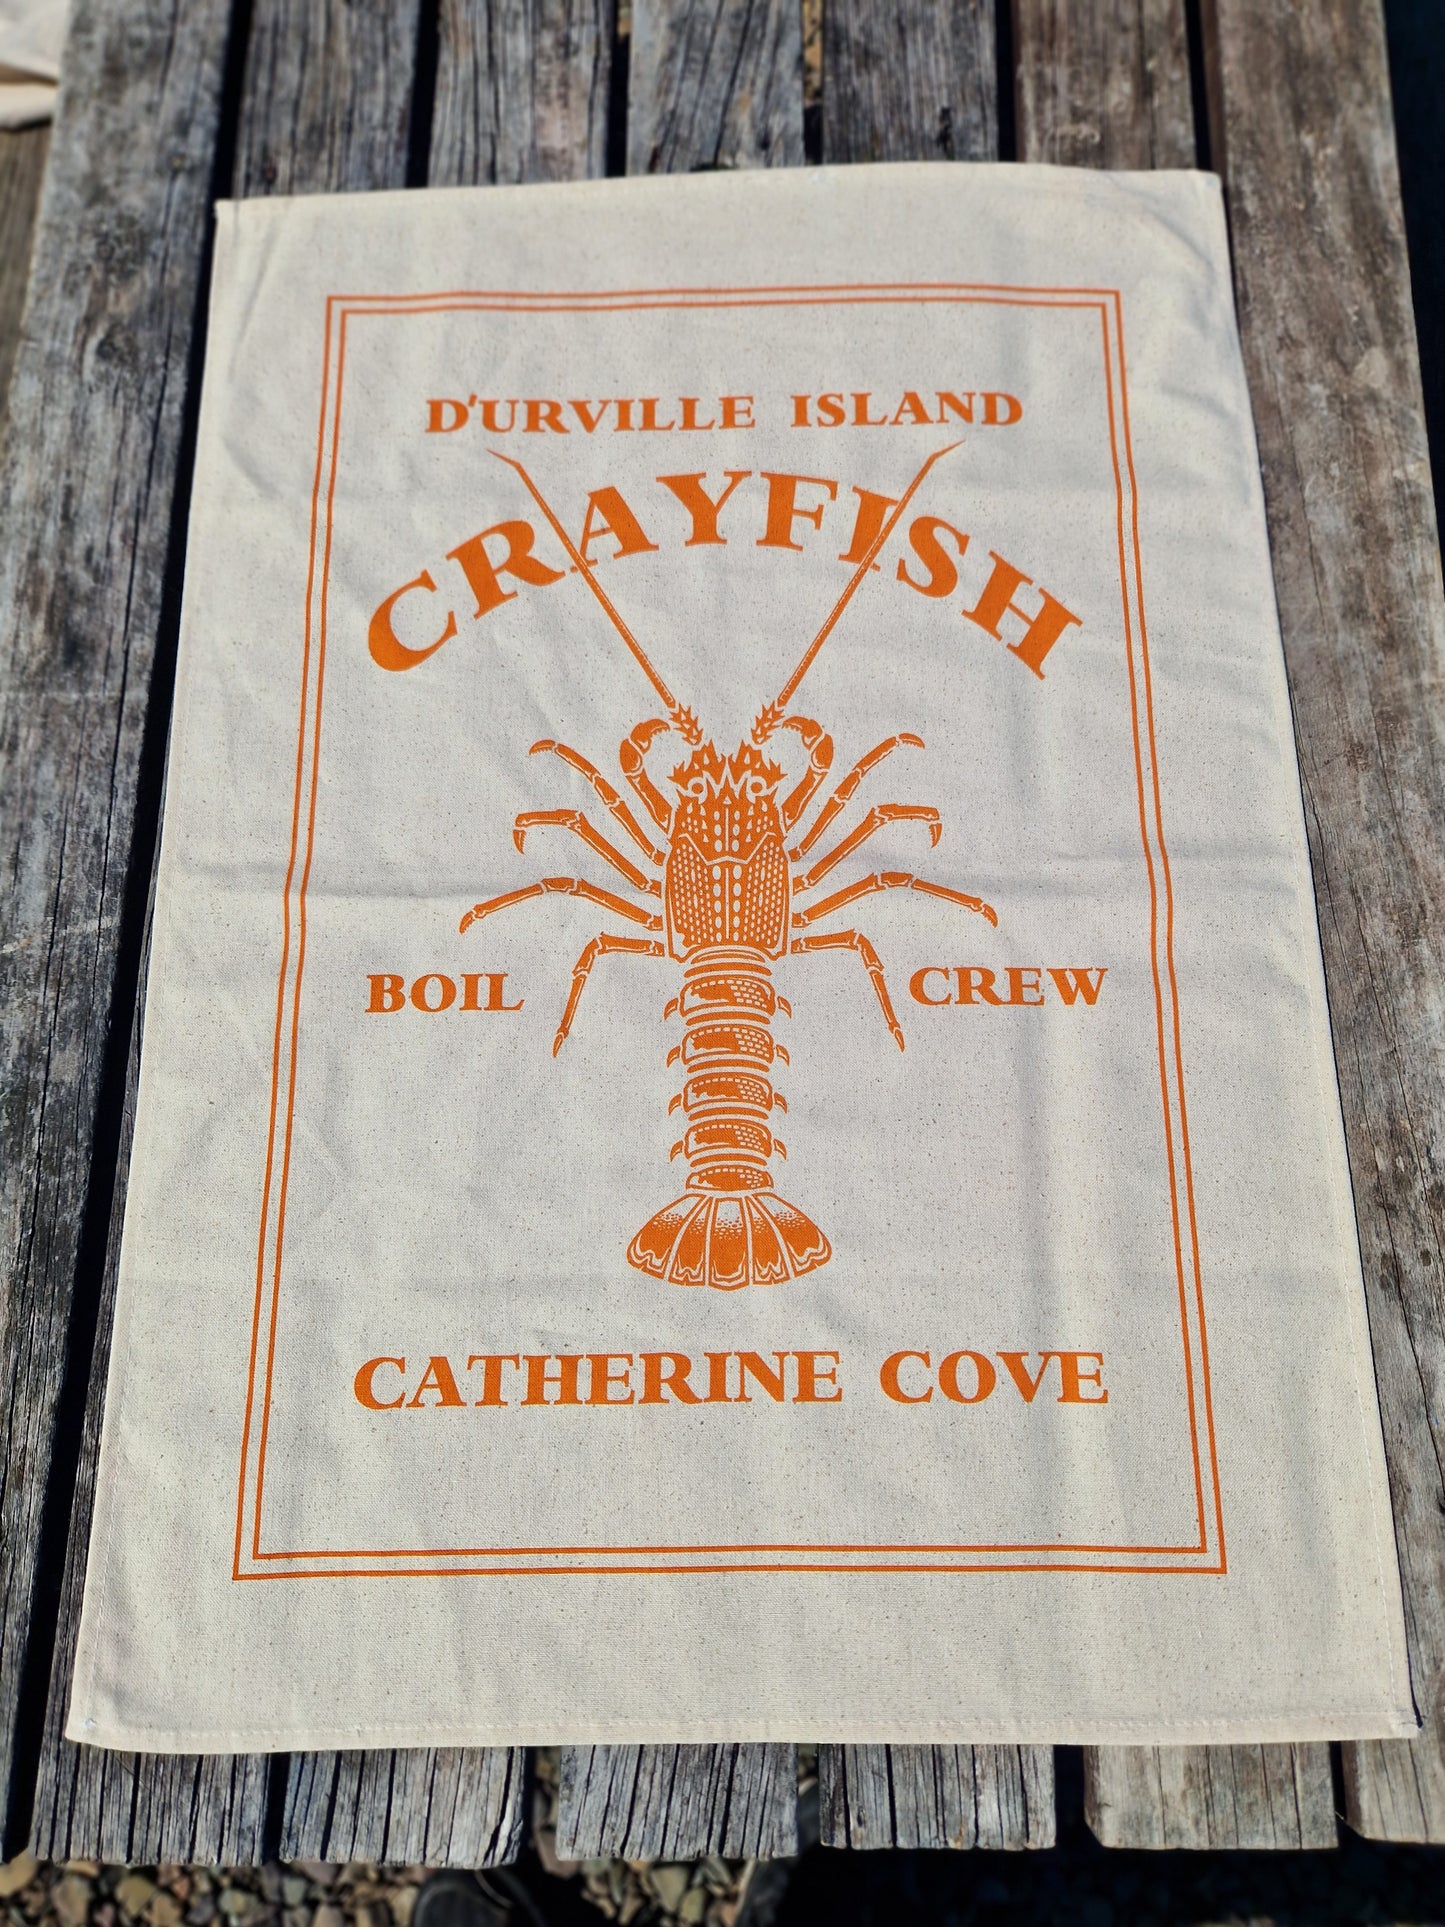 D'URVILLE ISLAND
CRAYFISH
BOIL CREW
CATHERINE COVE